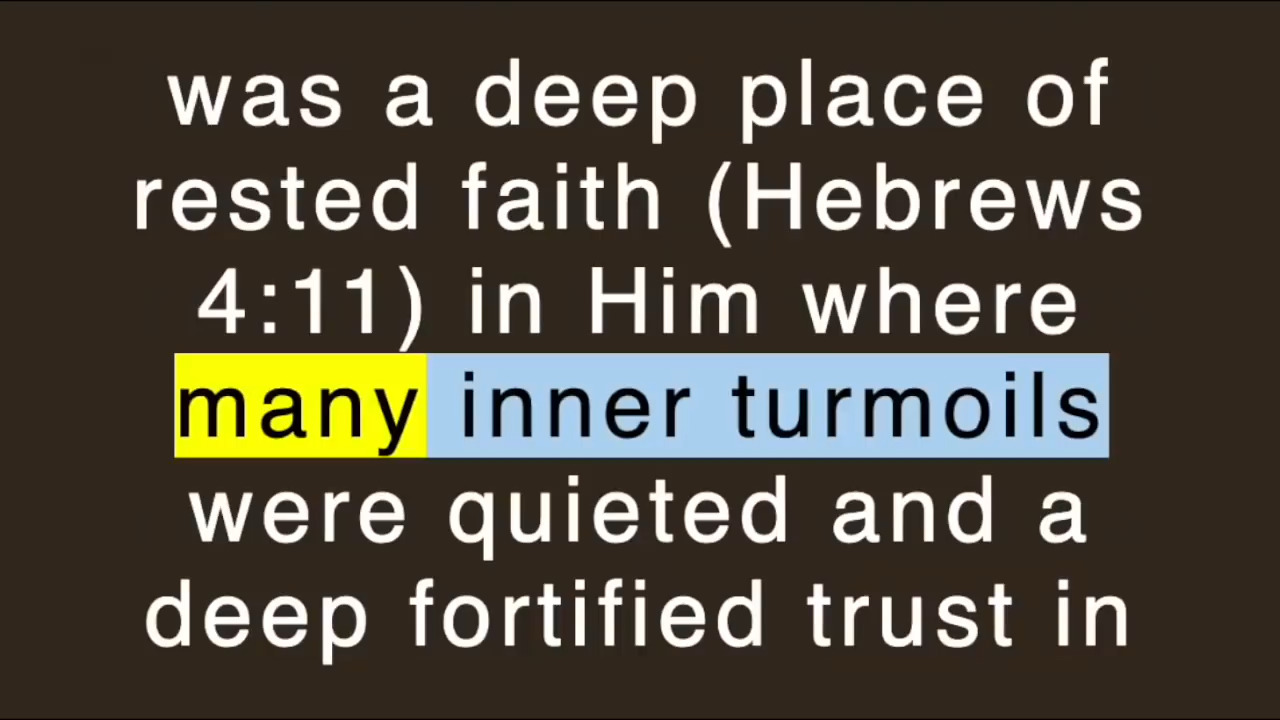 was a deep place of
rested faith (Hebrews
4:11) in Him where
many inner turmoils
were quieted and a
deep fortified trust in